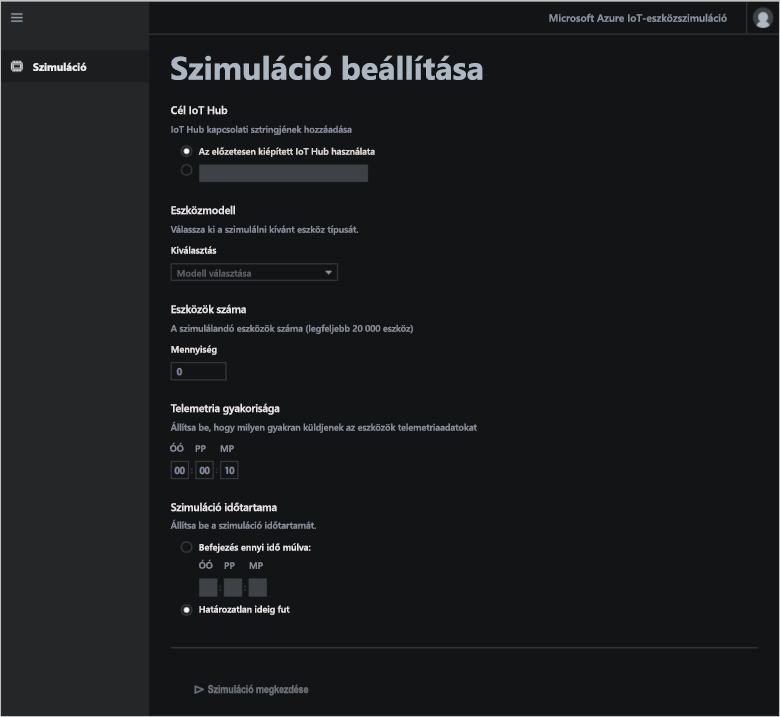 Microsoft Azure IoT-eszközszimuláció
Szimuláció
Szimuláció beállítása
Cél IoT Hub
IoT Hub kapcsolati sztringjének hozzáadása
Az előzetesen kiépített IoT Hub használata
Eszközmodell
Válassza ki a szimulálni kívánt eszköz típusát.
Kiválasztás
Modell választása
Eszközök száma
A szimulálandó eszközök száma (legfeljebb 20 000 eszköz)
Mennyiség
0
Telemetria gyakorisága
Állítsa be, hogy milyen gyakran küldjenek az eszközök telemetriaadatokat
ÓÓ PP MP
00 : 00 : 10
Szimuláció időtartama
Állítsa be a szimuláció időtartamát.
Befejezés ennyi idő múlva:
ÓÓ PP MP
: :
Határozatlan ideig fut
Szimuláció megkezdése